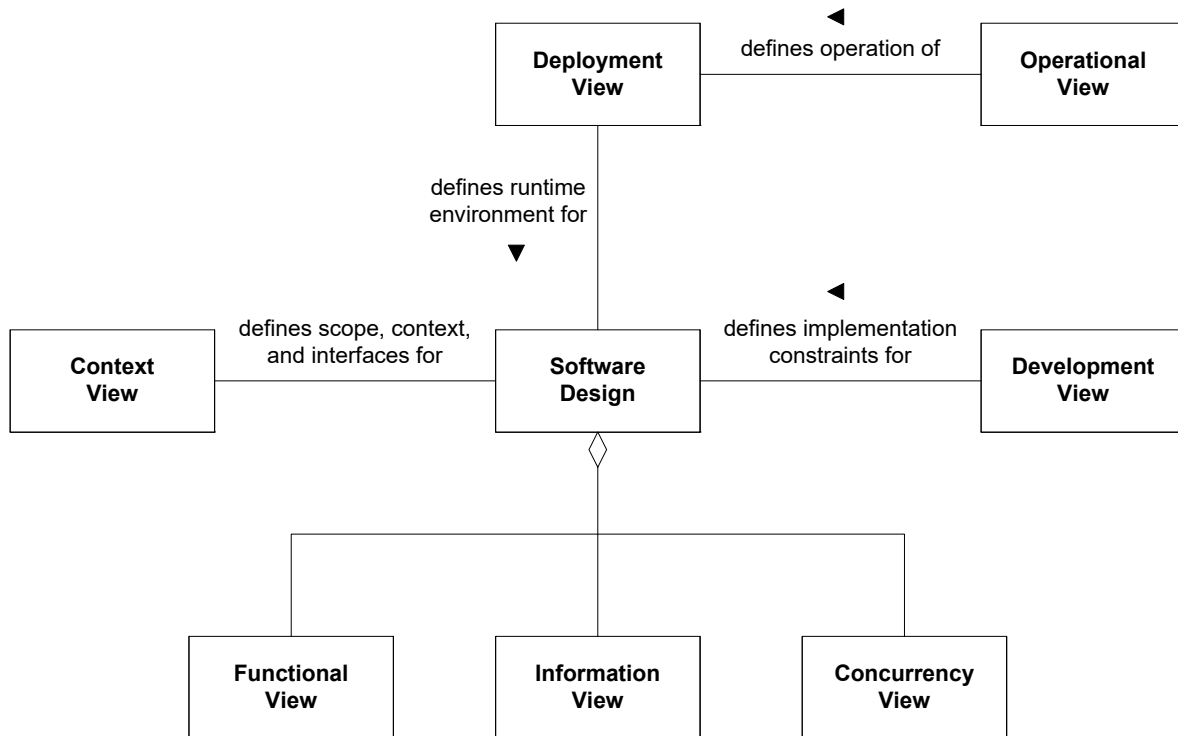 defines operation of
Deployment
View
Operational
View
defines runtime
environment for
defines scope, context,
and interfaces for
defines implementation
constraints for
Context
View
Software
Design
Development
View
Functional
View
Information
View
Concurrency
View